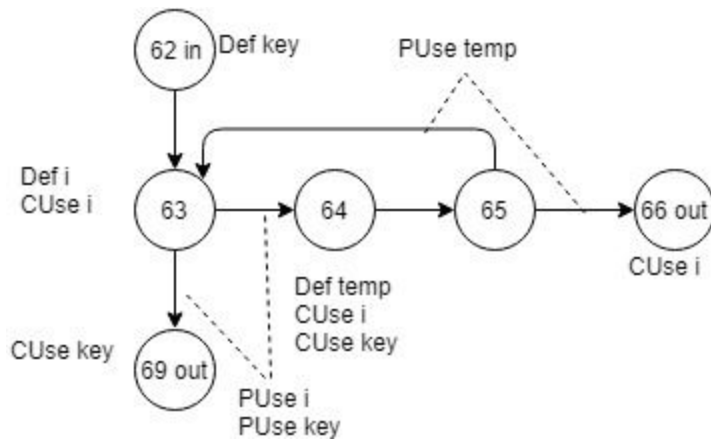 62 in
Def key
PUse temp
Def i
CUse i
63
64
65
66 out
CUse i
Def temp
CUse i
CUse key
CUse key
69 out
PUse i
PUse key